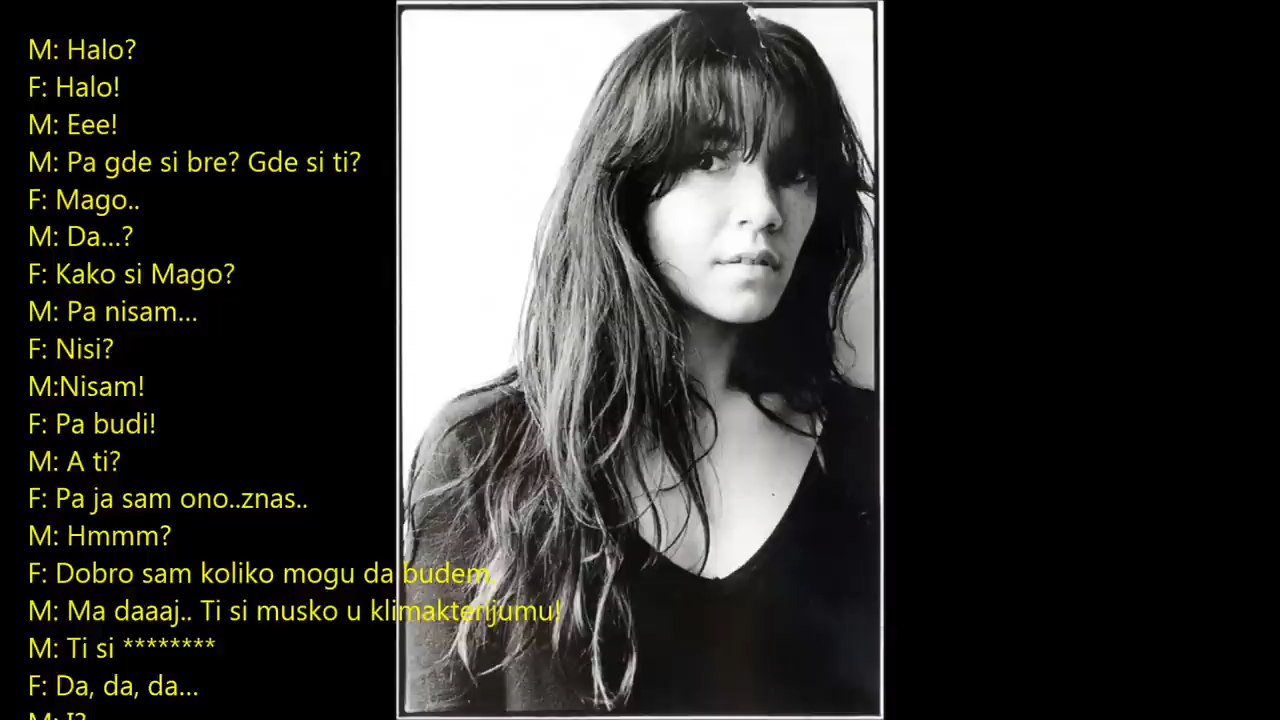 M: Halo?
F: Halo!
M: Eee!
M: Pa gde si bre? Gde si ti?
F: Mago..
M: Da...?
F: Kako si Mago?
M: Pa nisam...
F: Nisi?
M:Nisam!
F: Pa budi!
M: A ti?
F: Pa ja sam ono..znas..
M: Hmmm?
F: Dobro sam koliko mogu da budem.
M: Ma daaaj.. Ti si musko u klimakterijumu!
M: Ti si ********
F: Da, da, da...
M: I?